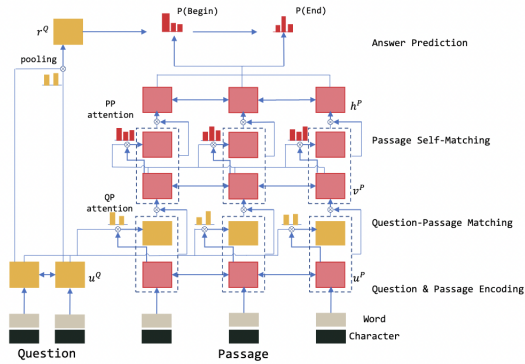 P(Begin)
P(End)
r^Q
Answer Prediction
pooling
PP
attention
h^P
Passage Self-Matching
QP
attention
v^P
Question-Passage Matching
u^Q
u^P
Question & Passage Encoding
Word
Character
Question
Passage